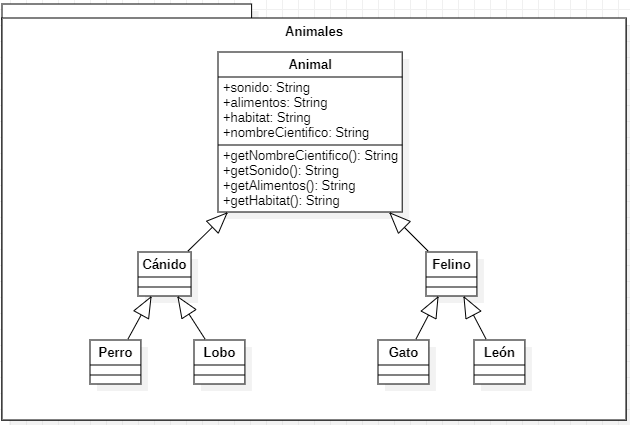 Animales
Animal
+sonido: String
+alimentos: String
+habitat: String
+nombreCientifico: String
+getNombreCientifico(): String
+getSonido(): String
+getAlimentos(): String
+getHabitat(): String
Cánido
Felino
Perro
Lobo
Gato
León